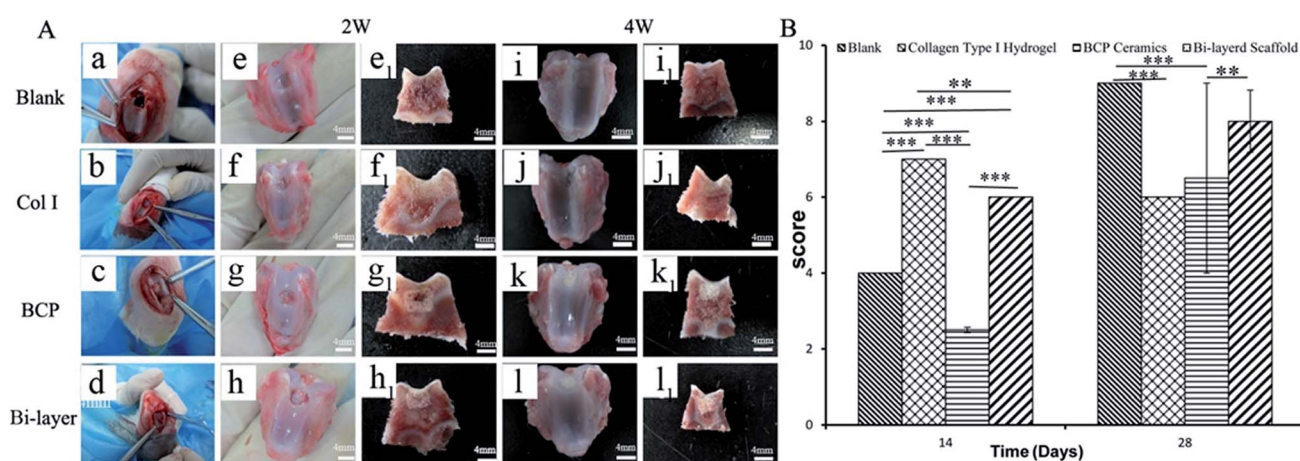 A
2W
4W
Blank
a
e
e1
i
i1
4mm
4mm
4mm
4mm
Col I
b
f
f1
j
j1
4mm
4mm
4mm
4mm
BCP
c
g
g1
k
k1
4mm
4mm
4mm
4mm
Bi-layer
d
h
h1
l
l1
4mm
4mm
4mm
4mm
B
Blank
Collagen Type I Hydrogel
BCP Ceramics
Bi-layerd Scaffold
score
10
8
6
4
2
0
**
***
***
***
***
***
***
***
**
14
28
Time (Days)